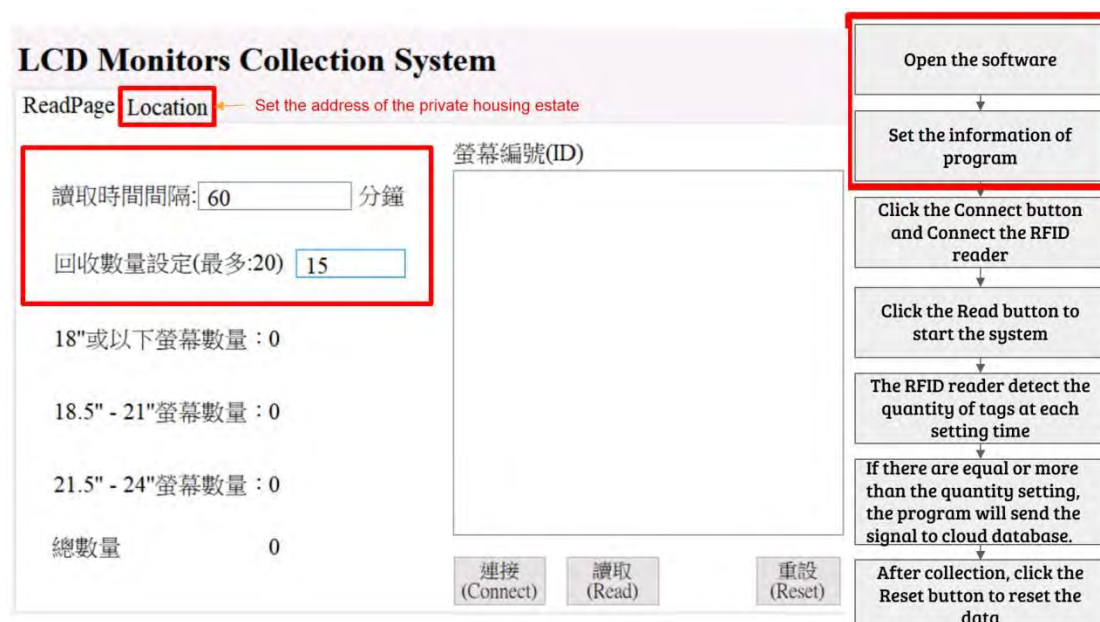 LCD Monitors Collection System
ReadPage Location
Set the address of the private housing estate
讀取時間間隔: 60 分鐘
回收數量設定(最多:20) 15
18"或以下螢幕數量：0
18.5" - 21"螢幕數量：0
21.5" - 24"螢幕數量：0
總數量 0
螢幕編號(ID)
連接
(Connect)
讀取
(Read)
重設
(Reset)
Open the software
Set the information of
program
Click the Connect button
and Connect the RFID
reader
Click the Read button to
start the system
The RFID reader detect the
quantity of tags at each
setting time
If there are equal or more
than the quantity setting,
the program will send the
signal to cloud database.
After collection, click the
Reset button to reset the
data